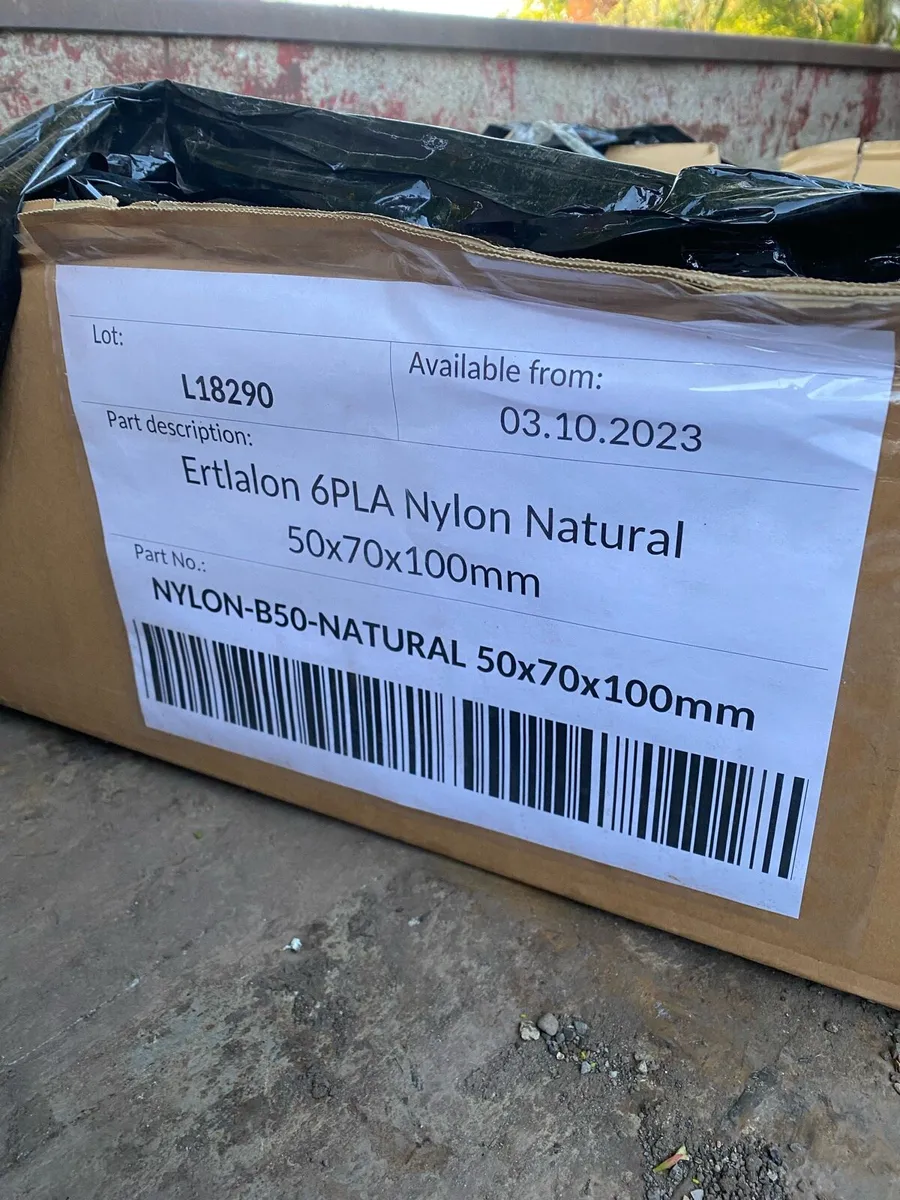 Lot:
L18290
Available from:
03.10.2023
Part description:
Ertlalon 6PLA Nylon Natural
50x70x100mm
Part No.:
NYLON-B50-NATURAL 50x70x100mm